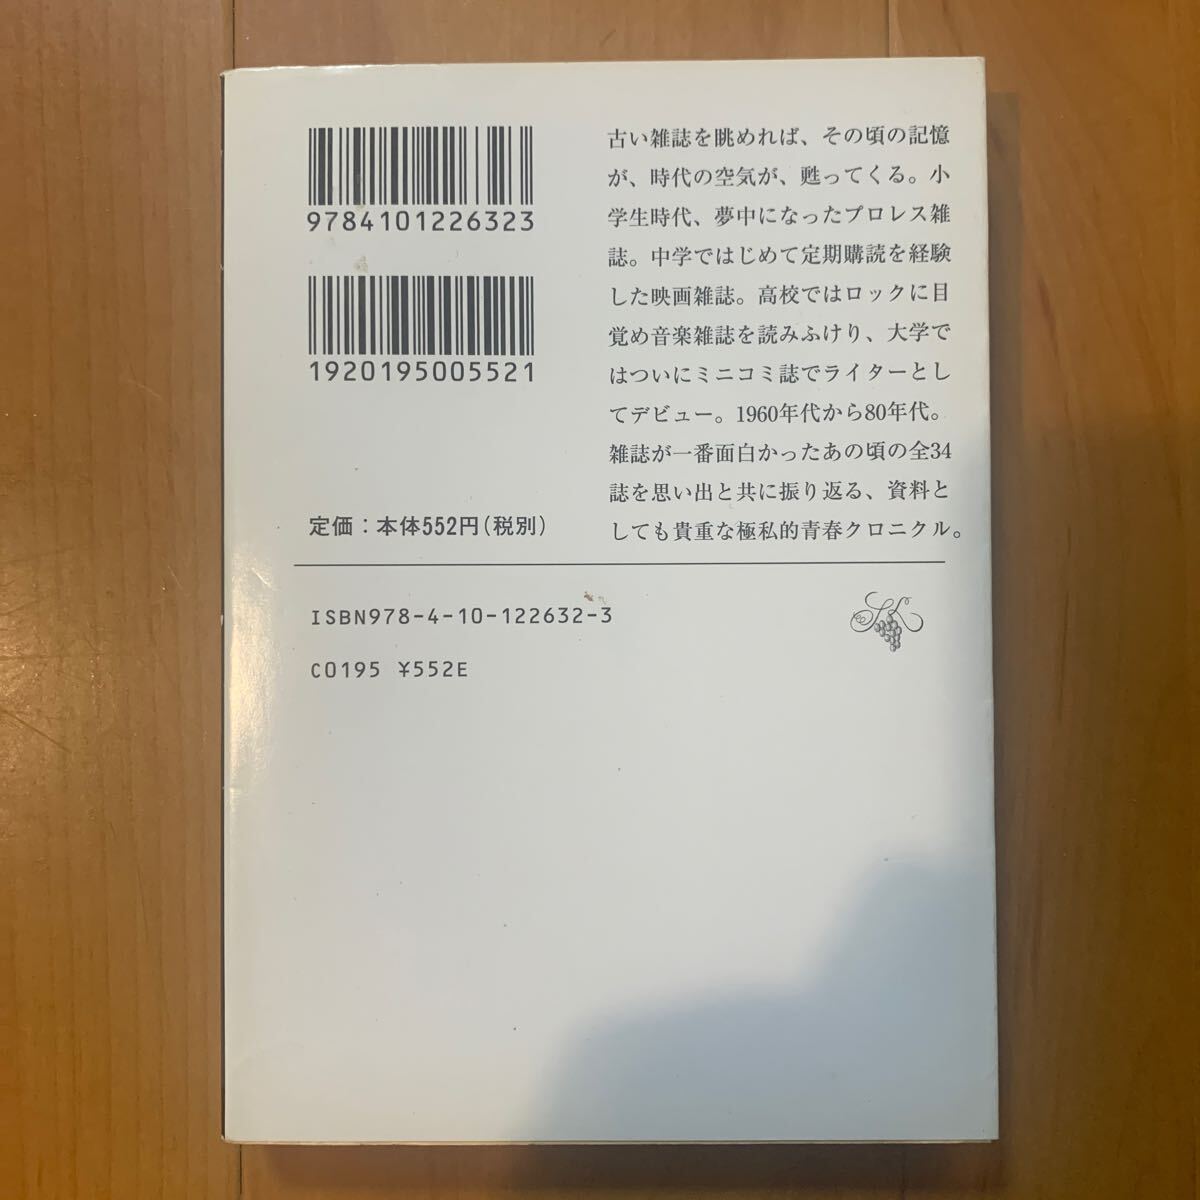 9784101226323
1920195005521
定価：本体552円（税別）
古い雑誌を眺めれば、その頃の記憶
が、時代の空気が、甦ってくる。小
学生時代、夢中になったプロレス雑
誌。中学ではじめて定期購読を経験
した映画雑誌。高校ではロックに目
覚め音楽雑誌を読みふけり、大学で
はついにミニコミ誌でライターとし
てデビュー。1960年代から80年代。
雑誌が一番面白かったあの頃の全34
誌を思い出と共に振り返る、資料と
しても貴重な極私的青春クロニクル。
ISBN978-4-10-122632-3
C0195 ¥552E